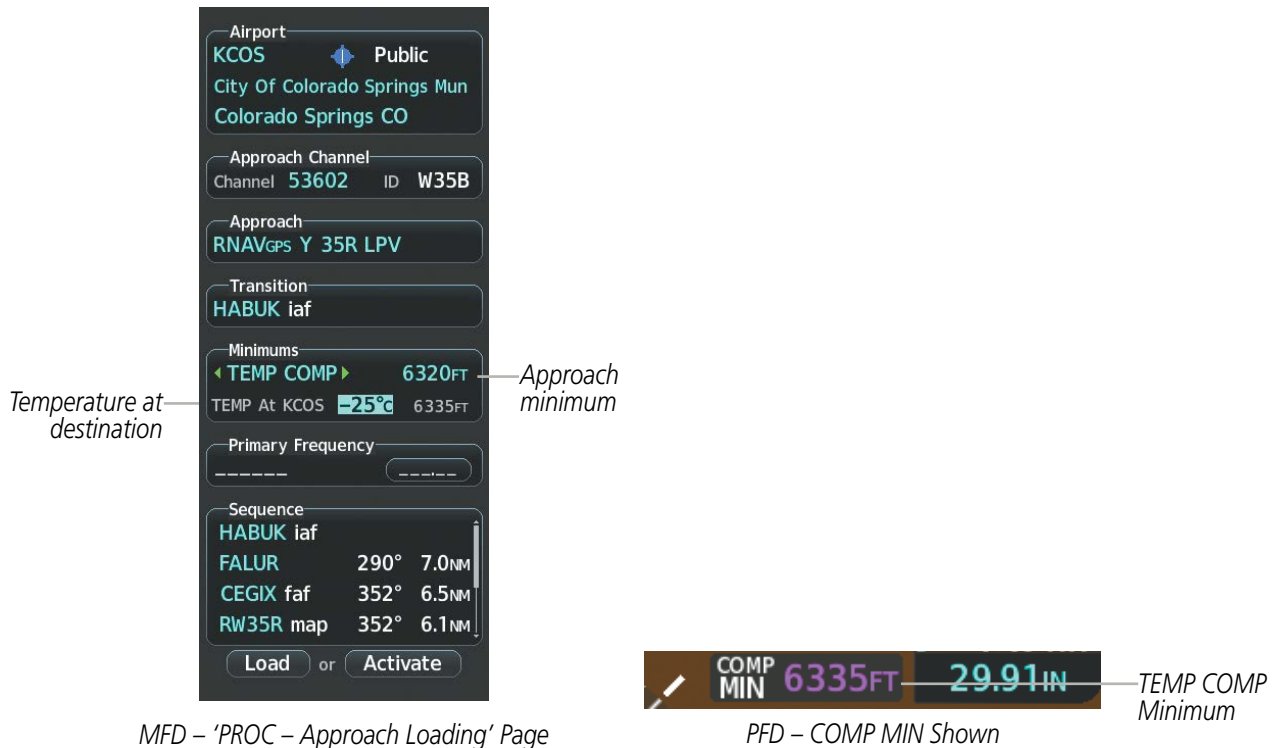 Airport
KCOS Public
City Of Colorado Springs Mun
Colorado Springs CO
Approach Channel
Channel 53602 ID W35B
Approach
RNAVGPS Y 35R LPV
Transition
HABUK iaf
Minimums
TEMP COMP 6320FT
TEMP At KCOS -25°C 6335FT
Temperature at
destination
Approach
minimum
Primary Frequency
______ ___.__
Sequence
HABUK iaf
FALUR 290° 7.0NM
CEGIX faf 352° 6.5NM
RW35R map 352° 6.1NM
Load or Activate
MFD – ‘PROC – Approach Loading’ Page
COMP
MIN 6335FT 29.91IN
TEMP COMP
Minimum
PFD – COMP MIN Shown